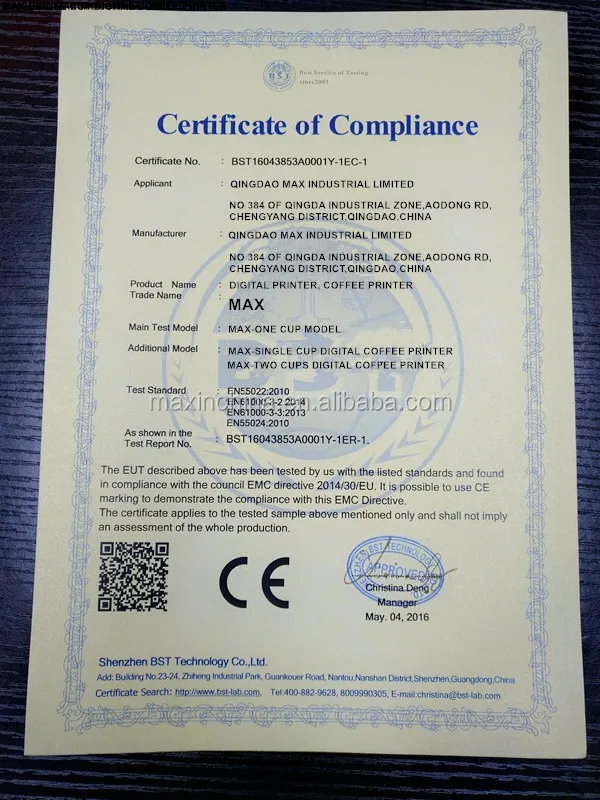 BST
Best Service of Testing
since2003
Certificate of Compliance
Certificate No. : BST16043853A0001Y-1EC-1
Applicant : QINGDAO MAX INDUSTRIAL LIMITED
NO 384 OF QINGDA INDUSTRIAL ZONE,AODONG RD,
CHENGYANG DISTRICT,QINGDAO,CHINA
Manufacturer : QINGDAO MAX INDUSTRIAL LIMITED
NO 384 OF QINGDA INDUSTRIAL ZONE,AODONG RD,
CHENGYANG DISTRICT,QINGDAO,CHINA
Product Name : DIGITAL PRINTER, COFFEE PRINTER
Trade Name : MAX
Main Test Model : MAX-ONE CUP MODEL
Additional Model : MAX-SINGLE CUP DIGITAL COFFEE PRINTER
MAX-TWO CUPS DIGITAL COFFEE PRINTER
Test Standard : EN55022:2010
EN61000-3-2:2014
EN61000-3-3:2013
EN55024:2010
As shown in the
Test Report No. : BST16043853A0001Y-1ER-1.
The EUT described above has been tested by us with the listed standards and found
in compliance with the council EMC directive 2014/30/EU. It is possible to use CE
marking to demonstrate the compliance with this EMC Directive.
The certificate applies to the tested sample above mentioned only and shall not imply
an assessment of the whole production.
CE
APPROVED
Christina Deng
Manager
May. 04, 2016
Shenzhen BST Technology Co.,Ltd.
Add: Building No.23-24, Zhiheng Industrial Park, Guankouer Road, Nantou,Nanshan District,Shenzhen,Guangdong,China
Certificate Search: http://www.bst-lab.com, Tel:400-882-9628, 8009990305, E-mail:christina@bst-lab.com